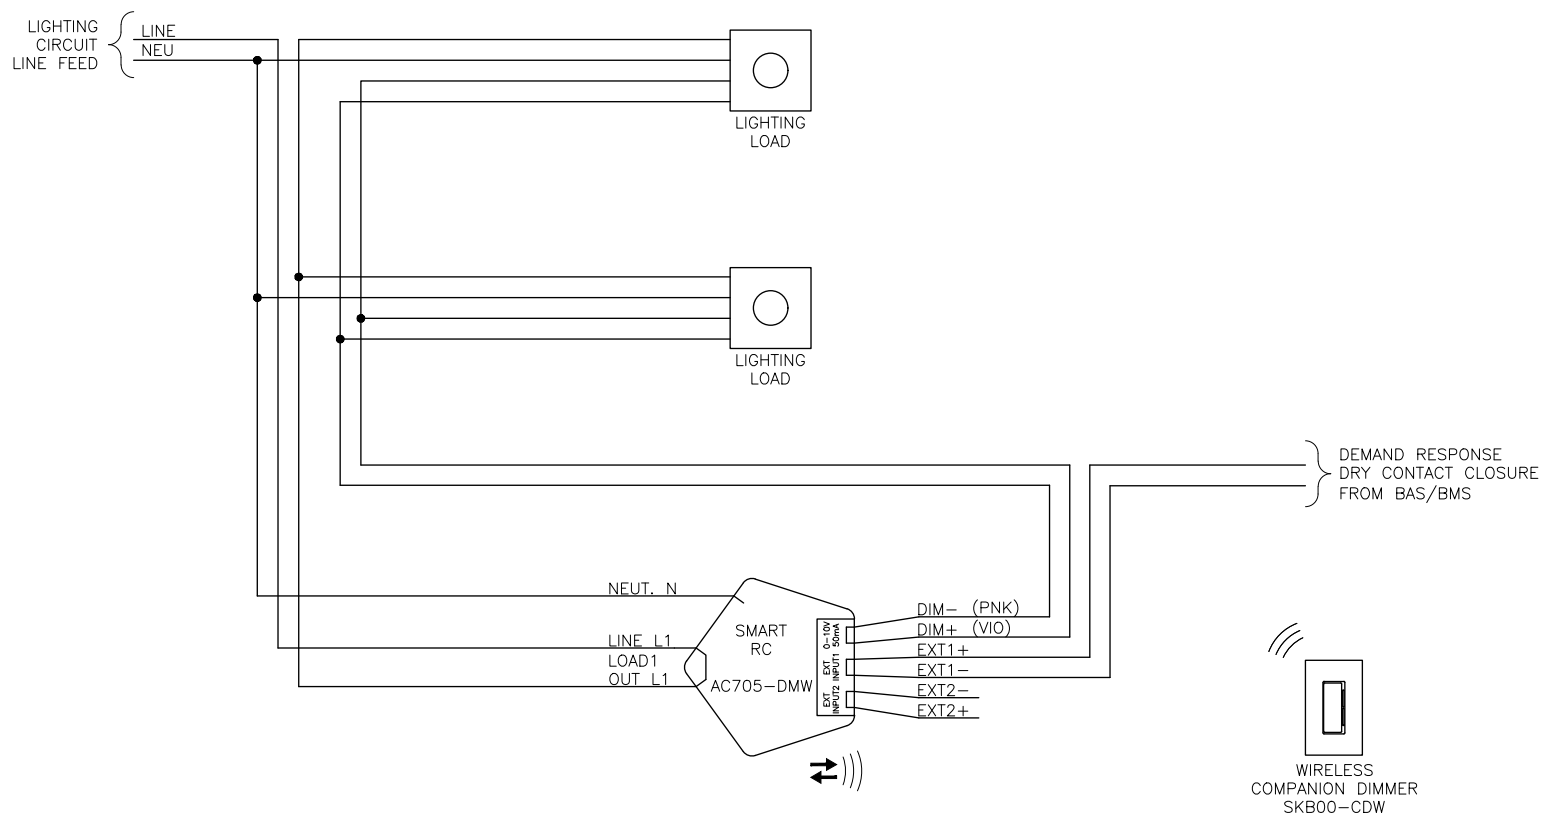 LIGHTING
CIRCUIT
LINE FEED
LINE
NEU
LIGHTING
LOAD
LIGHTING
LOAD
DEMAND RESPONSE
DRY CONTACT CLOSURE
FROM BAS/BMS
NEUT. N
LINE L1
LOAD1
OUT L1
SMART
RC
AC705-DMW
0-10V
50mA
EXT
INPUT1
EXT
INPUT2
DIM- (PNK)
DIM+ (VIO)
EXT1+
EXT1-
EXT2-
EXT2+
WIRELESS
COMPANION DIMMER
SKB00-CDW